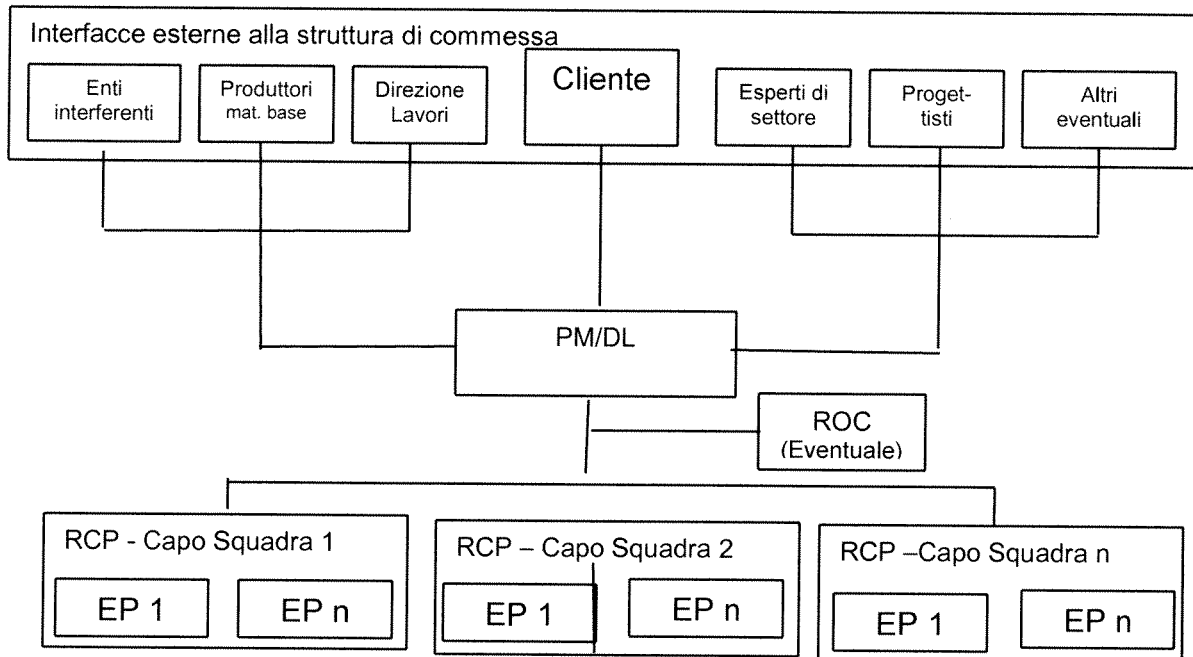 Interfacce esterne alla struttura di commessa
Enti
interferenti
Produttori
mat. base
Direzione
Lavori
Cliente
Esperti di
settore
Proget-
tisti
Altri
eventuali
PM/DL
ROC
(Eventuale)
RCP - Capo Squadra 1
EP 1
EP n
RCP – Capo Squadra 2
EP 1
EP n
RCP –Capo Squadra n
EP 1
EP n